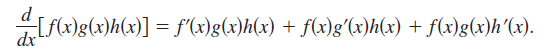 d/dx [f(x)g(x)h(x)] = f′(x)g(x)h(x) + f(x)g′(x)h(x) + f(x)g(x)h′(x).